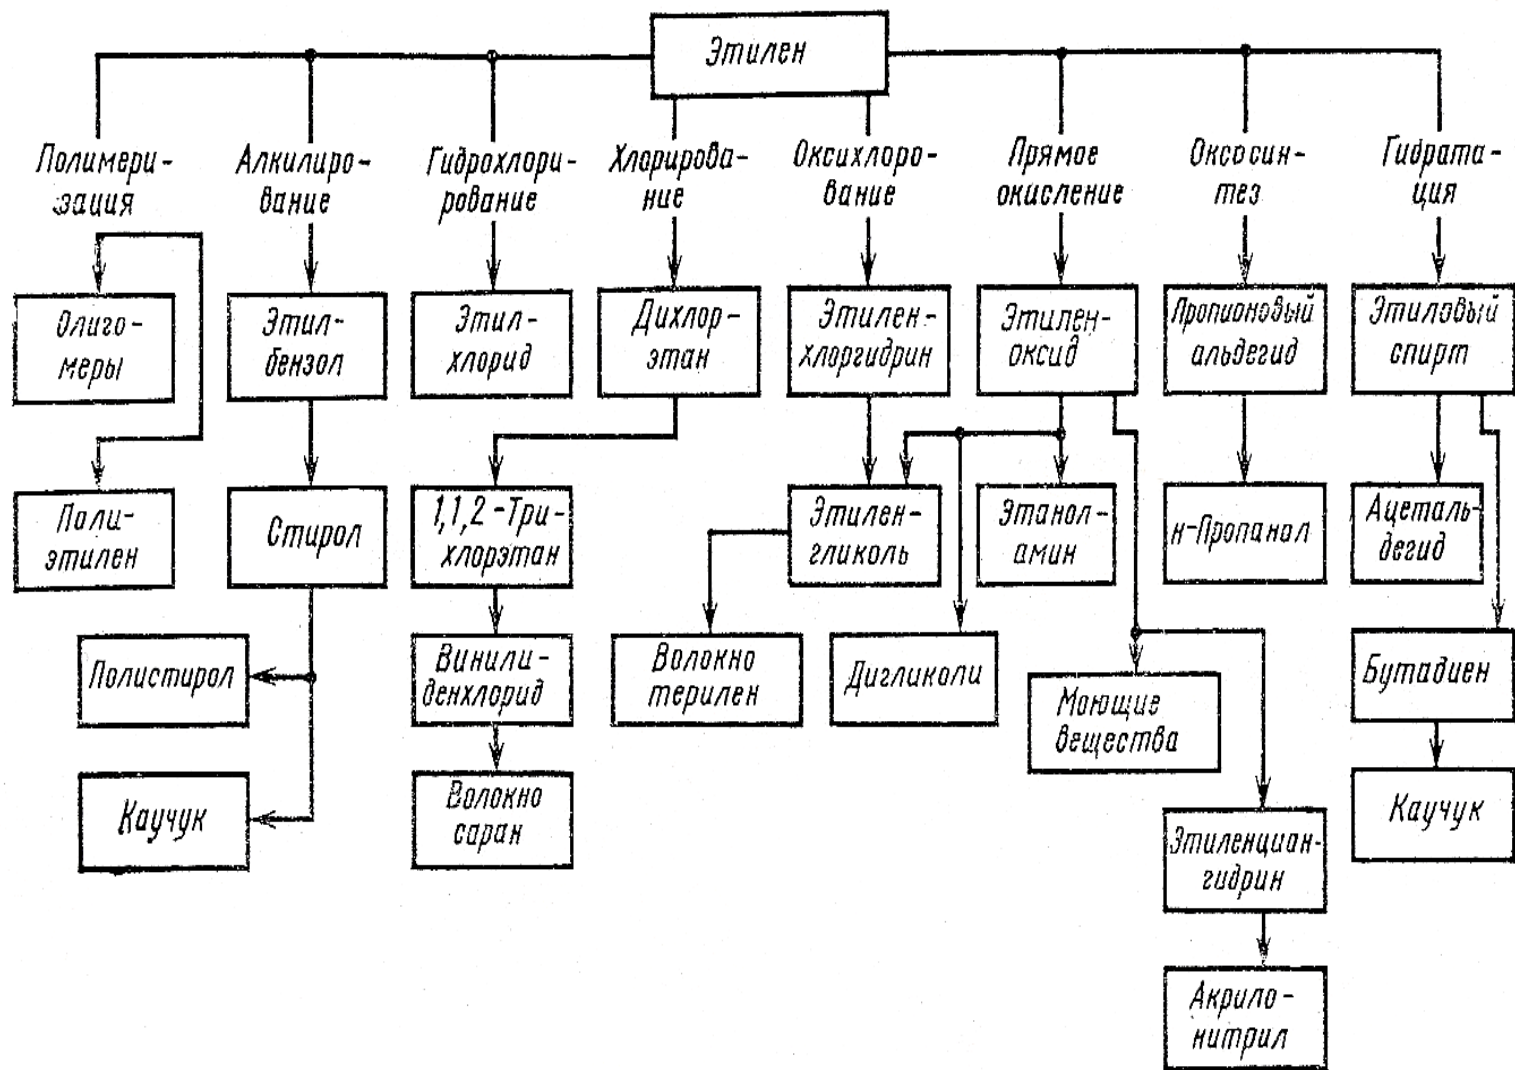 Этилен
Полимери-
зация
Алкилиро-
вание
Гидрохлори-
рование
Хлорирова-
ние
Оксихлоро-
вание
Прямое
окисление
Оксосин-
тез
Гидрата-
ция
Олиго-
меры
Этил-
бензол
Этил-
хлорид
Дихлор-
этан
Этилен-
хлоргидрин
Этилен-
оксид
Пропионовый
альдегид
Этиловый
спирт
Поли-
этилен
Стирол
1,1,2-Три-
хлорэтан
Этилен-
гликоль
Этанол-
амин
н-Пропанол
Ацеталь-
дегид
Полистирол
Винили-
денхлорид
Волокно
терилен
Дигликоли
Моющие
вещества
Бутадиен
Каучук
Волокно
саран
Этиленциан-
гидрин
Каучук
Акрило-
нитрил